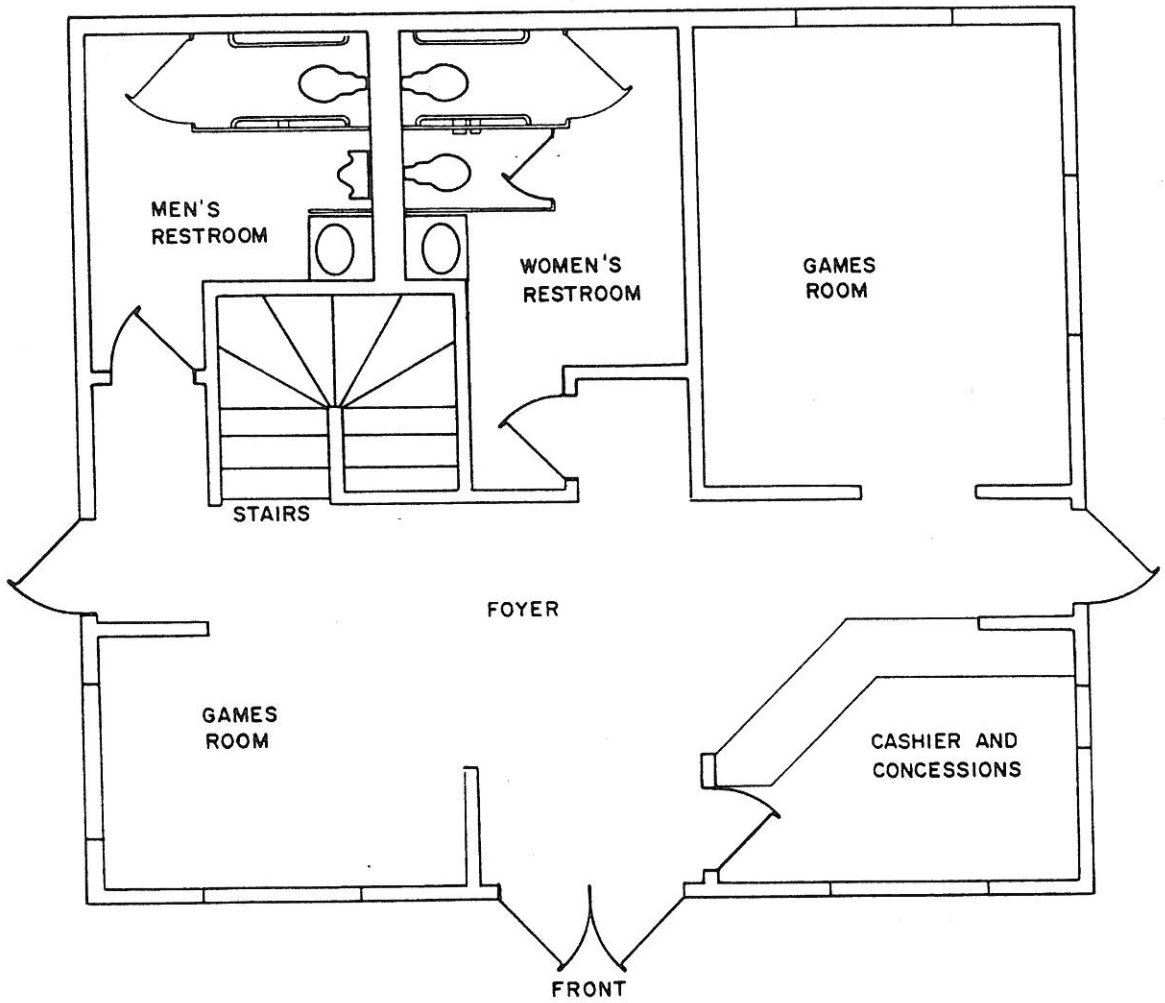 MEN'S
RESTROOM
WOMEN'S
RESTROOM
GAMES
ROOM
STAIRS
FOYER
GAMES
ROOM
CASHIER AND
CONCESSIONS
FRONT